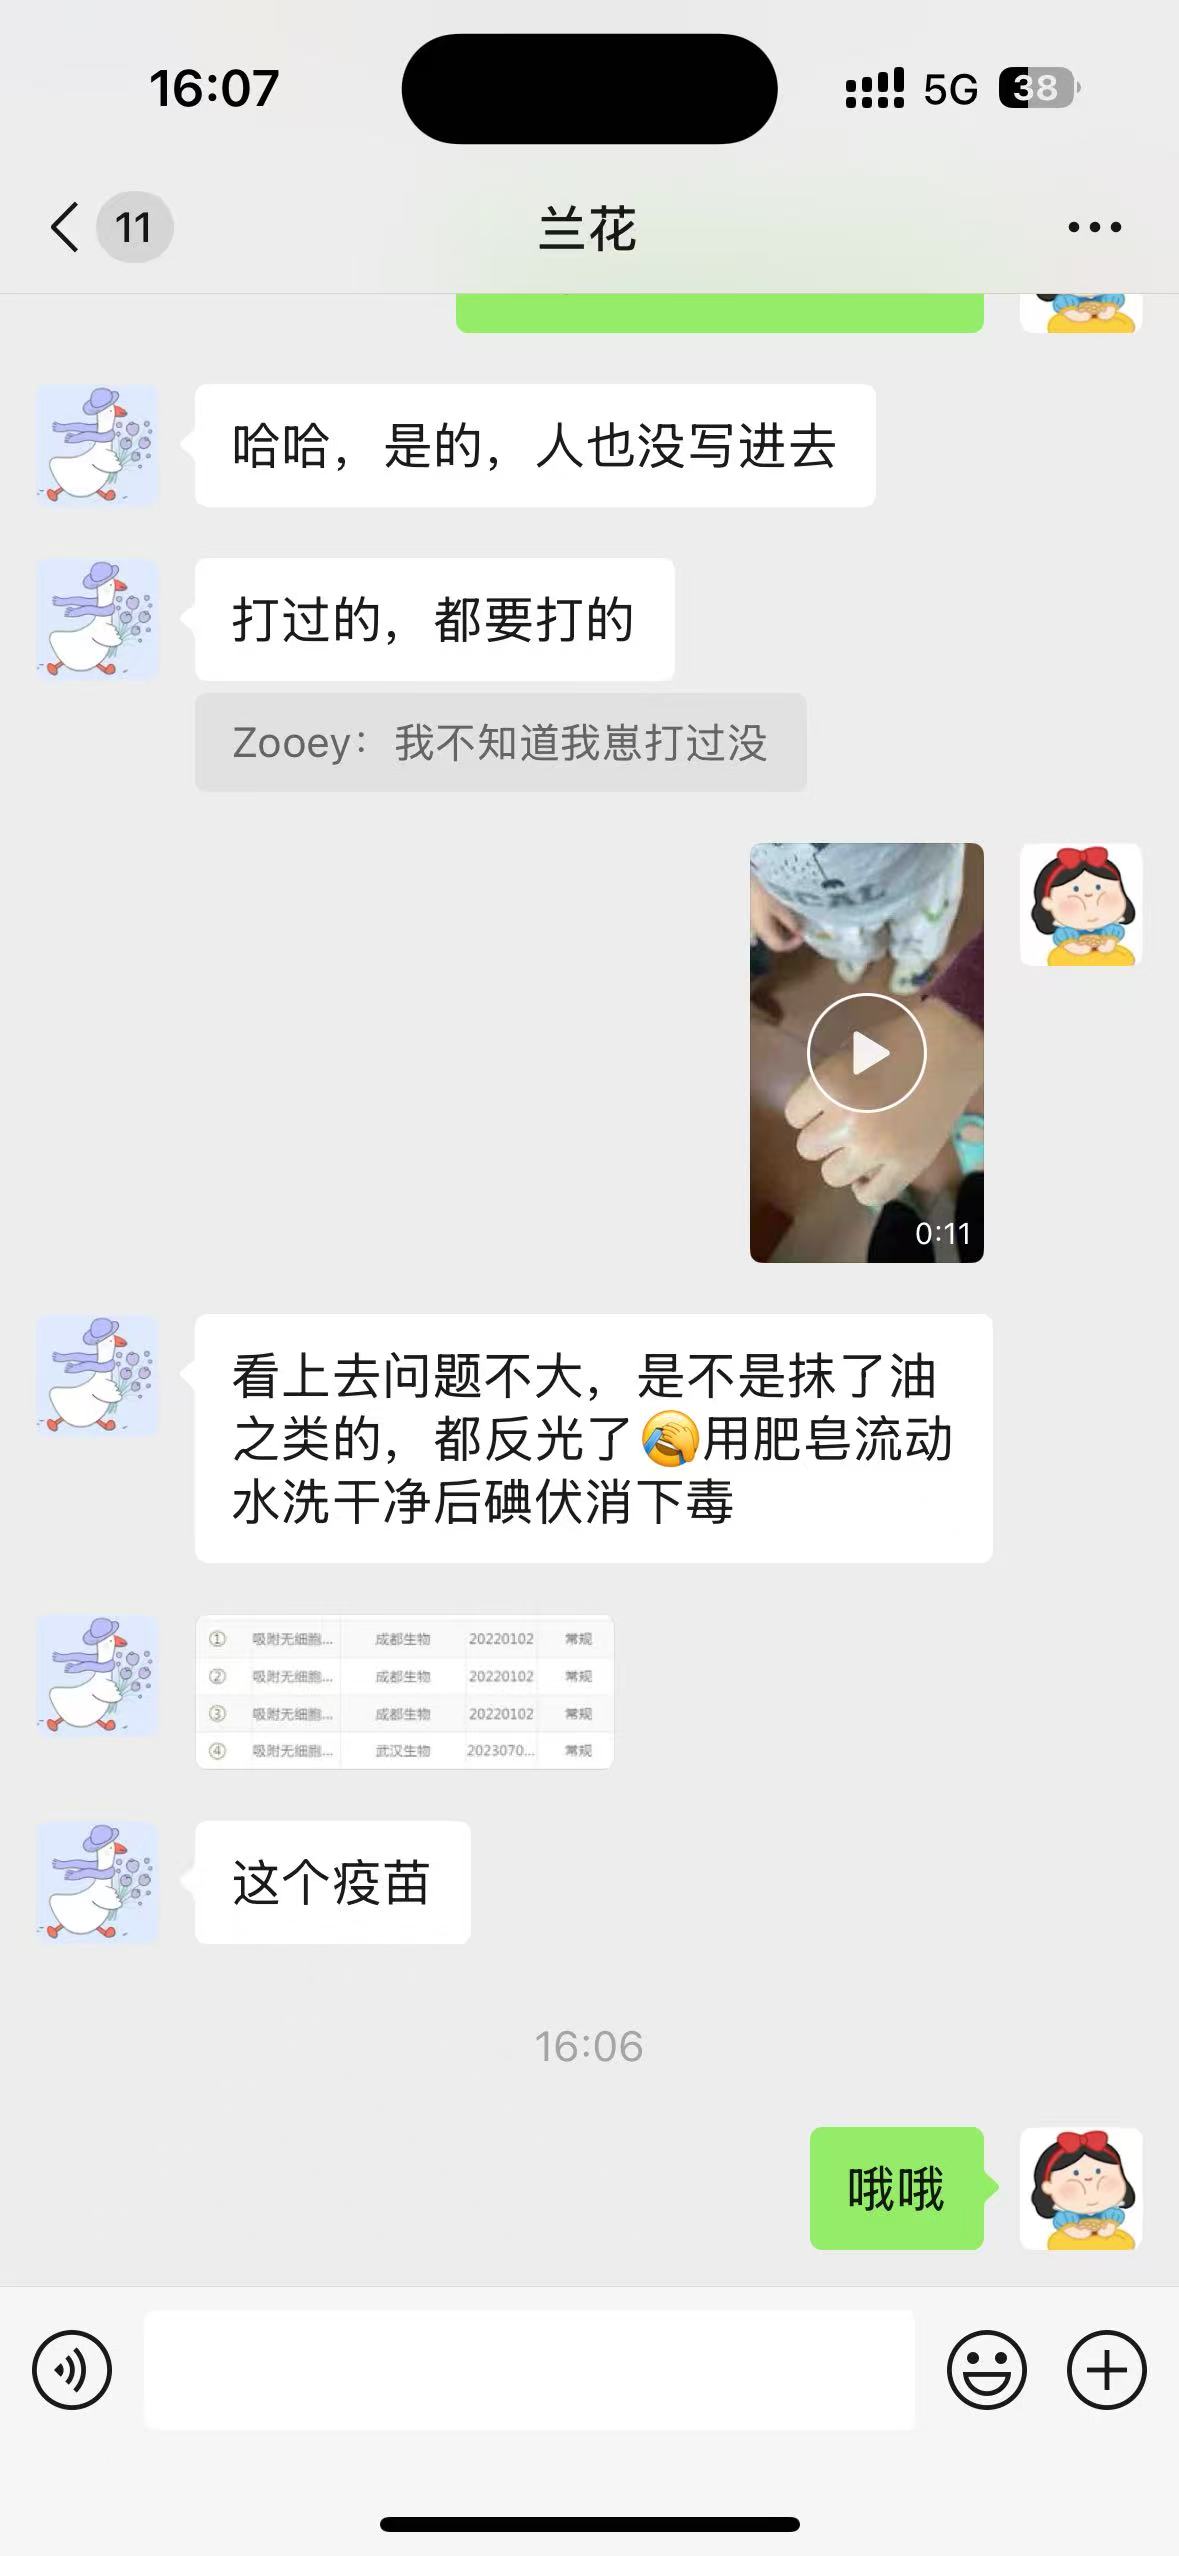 16:07
5G
38
11
兰花
哈哈，是的，人也没写进去
打过的，都要打的
Zooey：我不知道我崽打过没
0:11
看上去问题不大，是不是抹了油
之类的，都反光了🤦用肥皂流动
水洗干净后碘伏消下毒
① 吸附无细胞... 成都生物 20220102 常规
② 吸附无细胞... 成都生物 20220102 常规
③ 吸附无细胞... 成都生物 20220102 常规
④ 吸附无细胞... 武汉生物 2023070... 常规
这个疫苗
16:06
哦哦